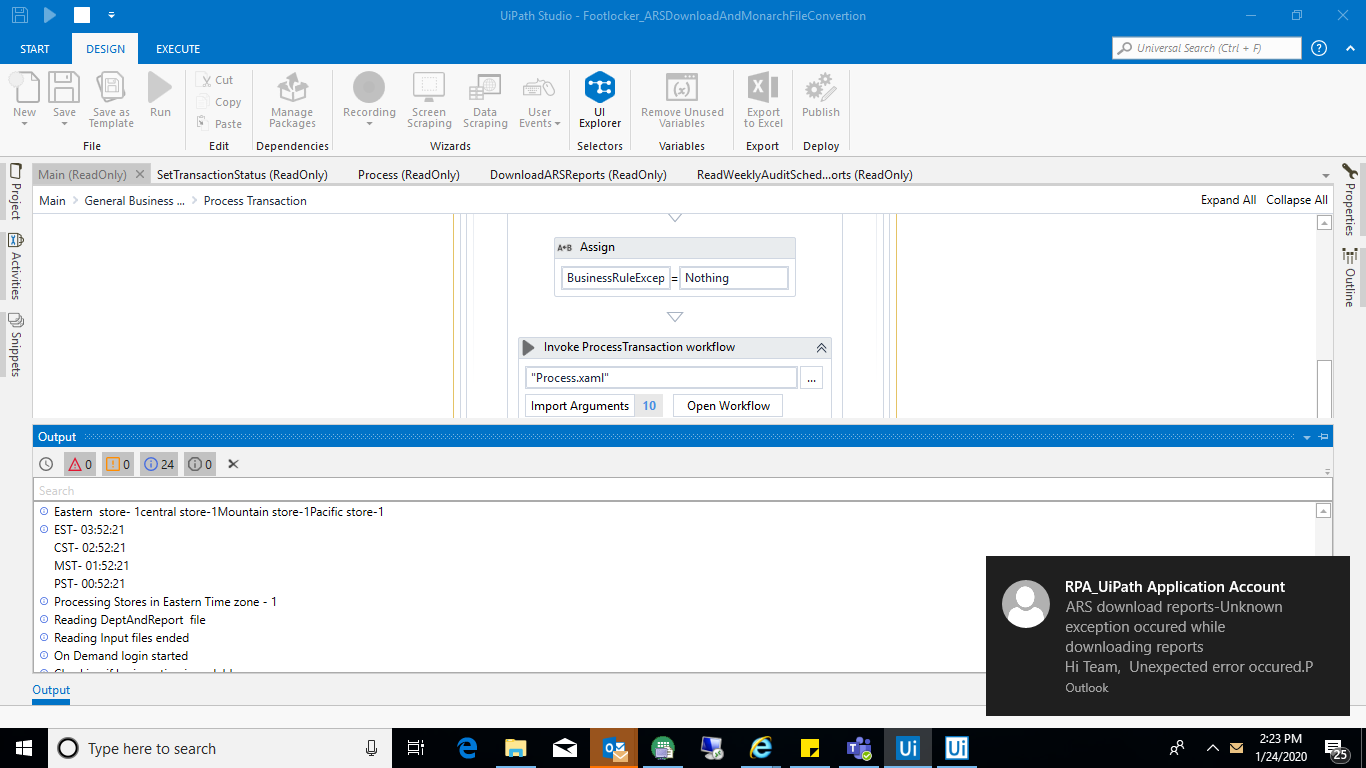 UiPath Studio - Footlocker_ARSDownloadAndMonarchFileConvertion
START DESIGN EXECUTE
Universal Search (Ctrl + F)
?
New
Save
Save as
Template
Run
File
Cut
Copy
Paste
Edit
Manage
Packages
Dependencies
Recording
Screen
Scraping
Data
Scraping
User
Events
Wizards
UI
Explorer
Selectors
Remove Unused
Variables
Variables
Export
to Excel
Export
Publish
Deploy
Main (ReadOnly) SetTransactionStatus (ReadOnly) Process (ReadOnly) DownloadARSReports (ReadOnly) ReadWeeklyAuditSched...orts (ReadOnly)
Project
Activities
Snippets
Properties
Outline
Main > General Business ... > Process Transaction
Expand All Collapse All
A+B Assign
BusinessRuleExcep = Nothing
Invoke ProcessTransaction workflow
"Process.xaml" ...
Import Arguments 10 Open Workflow
Output
0 0 24 0
Search
Eastern  store- 1central store-1Mountain store-1Pacific store-1
EST- 03:52:21
CST- 02:52:21
MST- 01:52:21
PST- 00:52:21
Processing Stores in Eastern Time zone - 1
Reading DeptAndReport  file
Reading Input files ended
On Demand login started
Output
RPA_UiPath Application Account
ARS download reports-Unknown
exception occured while
downloading reports
Hi Team,  Unexpected error occured.P
Outlook
Type here to search
Ui
Ui
2:23 PM
1/24/2020
25